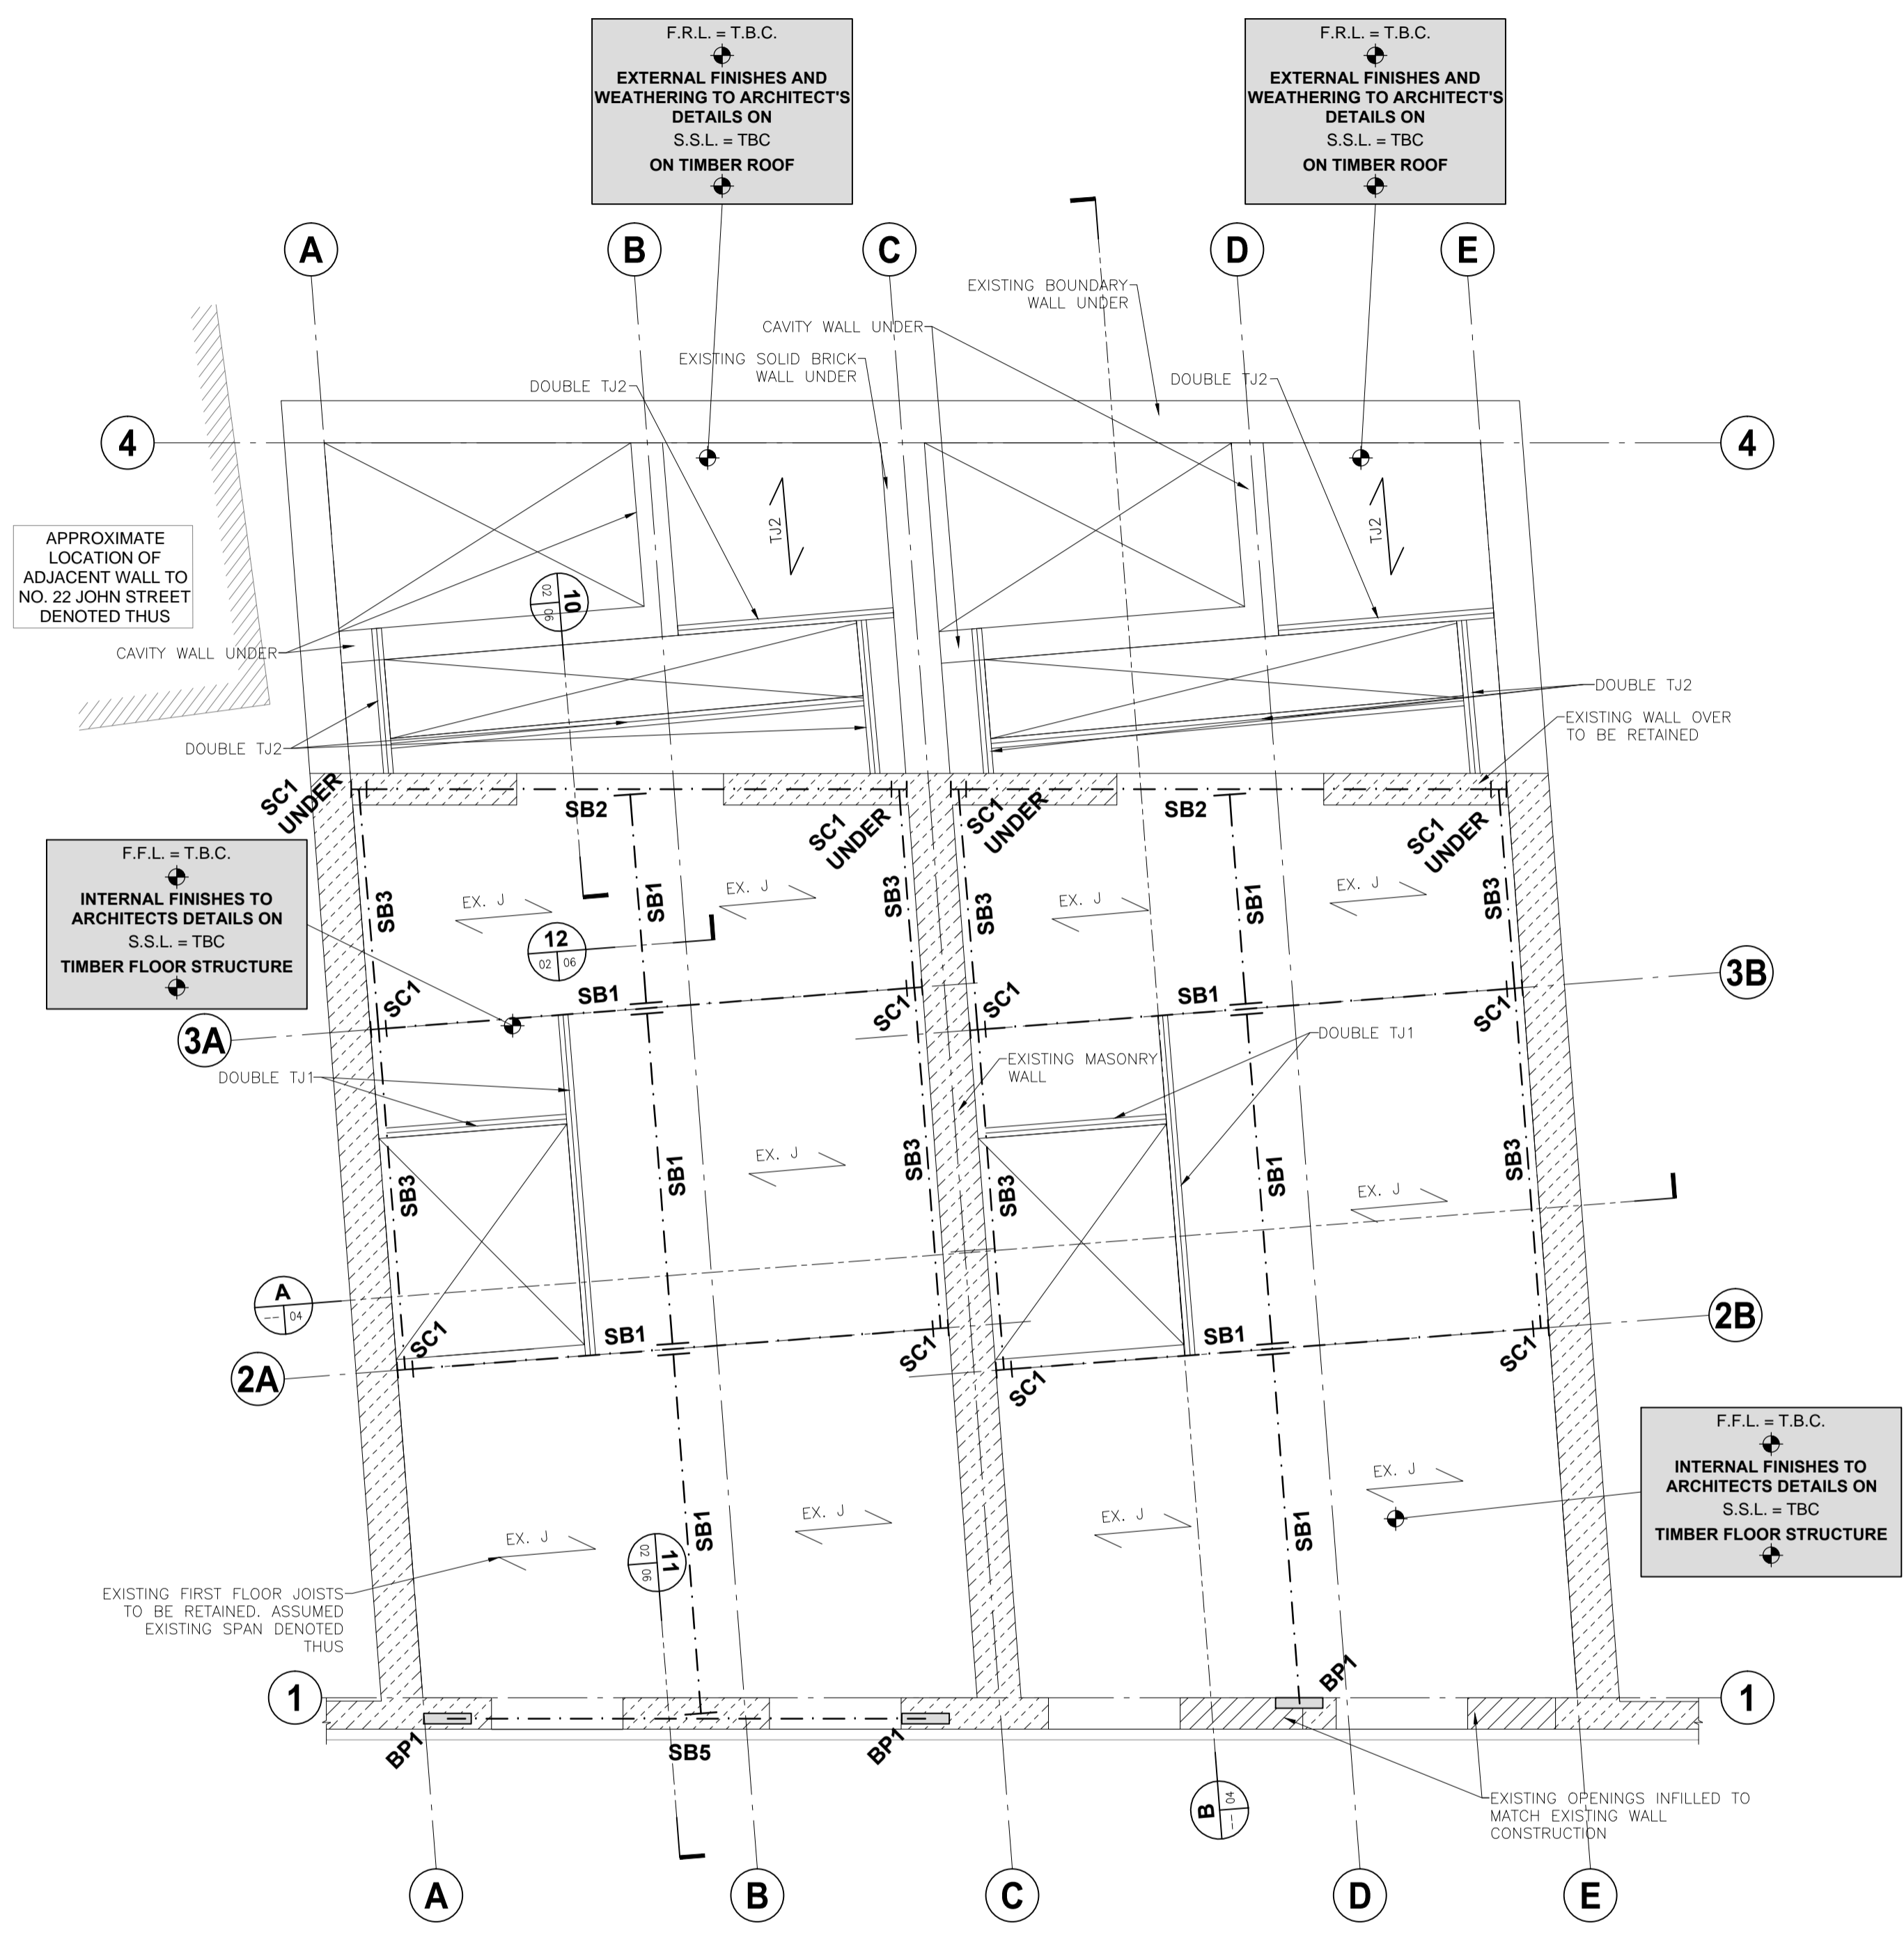 F.R.L. = T.B.C.
EXTERNAL FINISHES AND
WEATHERING TO ARCHITECT'S
DETAILS ON
S.S.L. = TBC
ON TIMBER ROOF
F.R.L. = T.B.C.
EXTERNAL FINISHES AND
WEATHERING TO ARCHITECT'S
DETAILS ON
S.S.L. = TBC
ON TIMBER ROOF
A
B
C
D
E
EXISTING BOUNDARY
WALL UNDER
CAVITY WALL UNDER
EXISTING SOLID BRICK
WALL UNDER
DOUBLE TJ2
DOUBLE TJ2
4
4
TJ2
TJ2
APPROXIMATE
LOCATION OF
ADJACENT WALL TO
NO. 22 JOHN STREET
DENOTED THUS
10
02 06
CAVITY WALL UNDER
DOUBLE TJ2
DOUBLE TJ2
EXISTING WALL OVER
TO BE RETAINED
SC1
UNDER
SB2
SC1
UNDER
SC1
UNDER
SB2
SC1
UNDER
F.F.L. = T.B.C.
INTERNAL FINISHES TO
ARCHITECTS DETAILS ON
S.S.L. = TBC
TIMBER FLOOR STRUCTURE
SB3
EX. J
SB1
EX. J
SB3
SB3
EX. J
SB1
EX. J
SB3
12
02 06
3B
SC1
SB1
SC1
SC1
SB1
SC1
3A
DOUBLE TJ1
EXISTING MASONRY
WALL
DOUBLE TJ1
SB3
SB1
EX. J
SB3
SB3
SB1
EX. J
SB3
A
-- 04
2B
SC1
SB1
SC1
SC1
SB1
SC1
2A
F.F.L. = T.B.C.
INTERNAL FINISHES TO
ARCHITECTS DETAILS ON
S.S.L. = TBC
TIMBER FLOOR STRUCTURE
EX. J
SB1
EX. J
EX. J
SB1
EX. J
11
02 06
EXISTING FIRST FLOOR JOISTS
TO BE RETAINED. ASSUMED
EXISTING SPAN DENOTED
THUS
1
BP1
1
BP1
SB5
BP1
B
-- 04
EXISTING OPENINGS INFILLED TO
MATCH EXISTING WALL
CONSTRUCTION
A
B
C
D
E